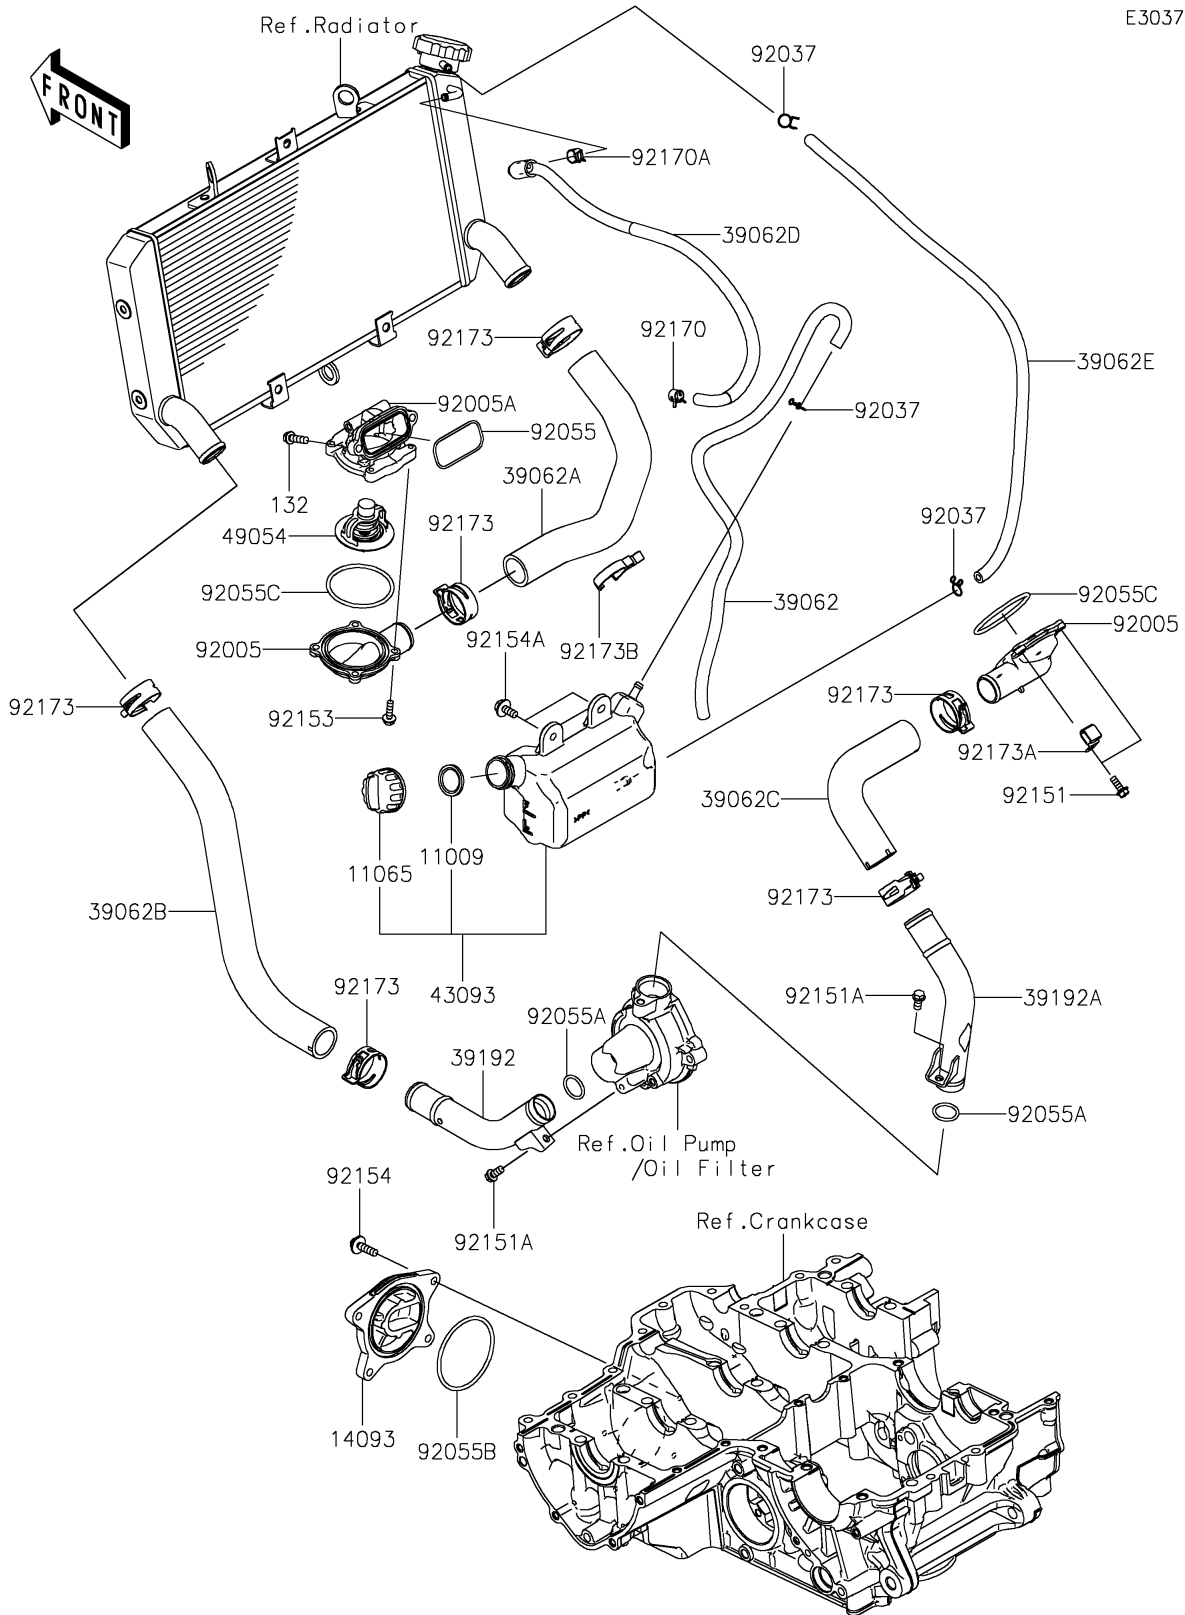 E3037
Ref.Radiator
FRONT
92037
92170A
39062D
92173
92170
39062E
92005A
92037
92055
132
39062A
49054
92173
92037
92055C
39062
92055C
92005
92154A
92173B
92005
92173
92173
92153
92173A
39062C
92151
11065
11009
92173
39062B
92173
43093
92055A
92151A
39192A
39192
92055A
Ref.Oil Pump
/Oil Filter
92154
92151A
Ref.Crankcase
14093
92055B